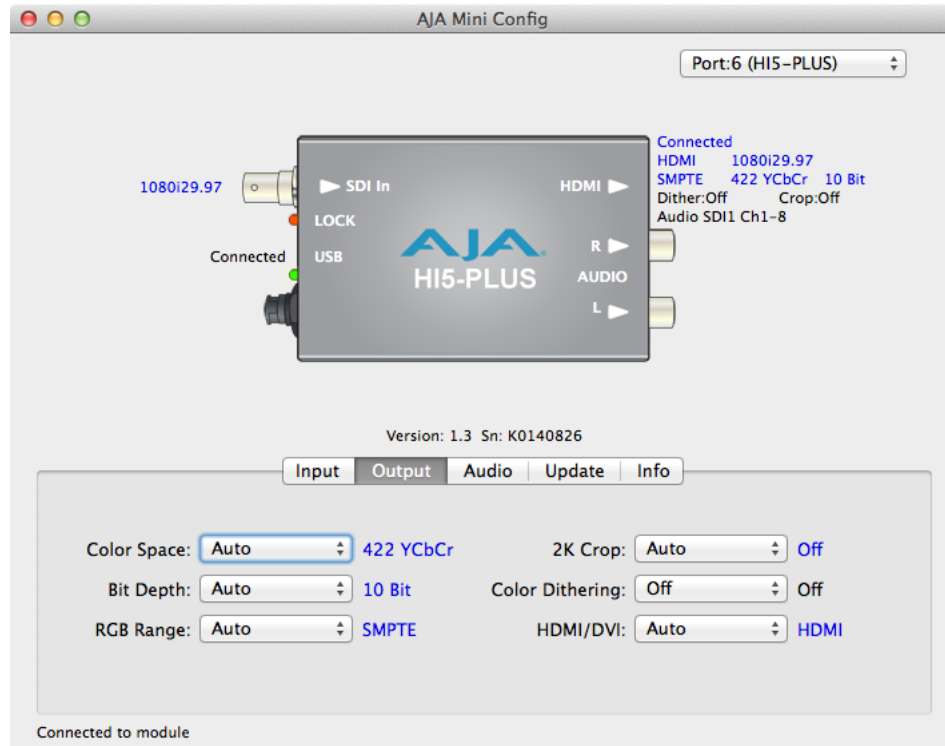 AJA Mini Config
Port:6 (HI5-PLUS)
Connected
HDMI 1080i29.97
SMPTE 422 YCbCr 10 Bit
Dither:Off Crop:Off
Audio SDI1 Ch1-8
1080i29.97
SDI In
HDMI
LOCK
Connected
USB
AJA
HI5-PLUS
R
AUDIO
L
Version: 1.3 Sn: K0140826
Input Output Audio Update Info
Color Space: Auto 422 YCbCr 2K Crop: Auto Off
Bit Depth: Auto 10 Bit Color Dithering: Off Off
RGB Range: Auto SMPTE HDMI/DVI: Auto HDMI
Connected to module